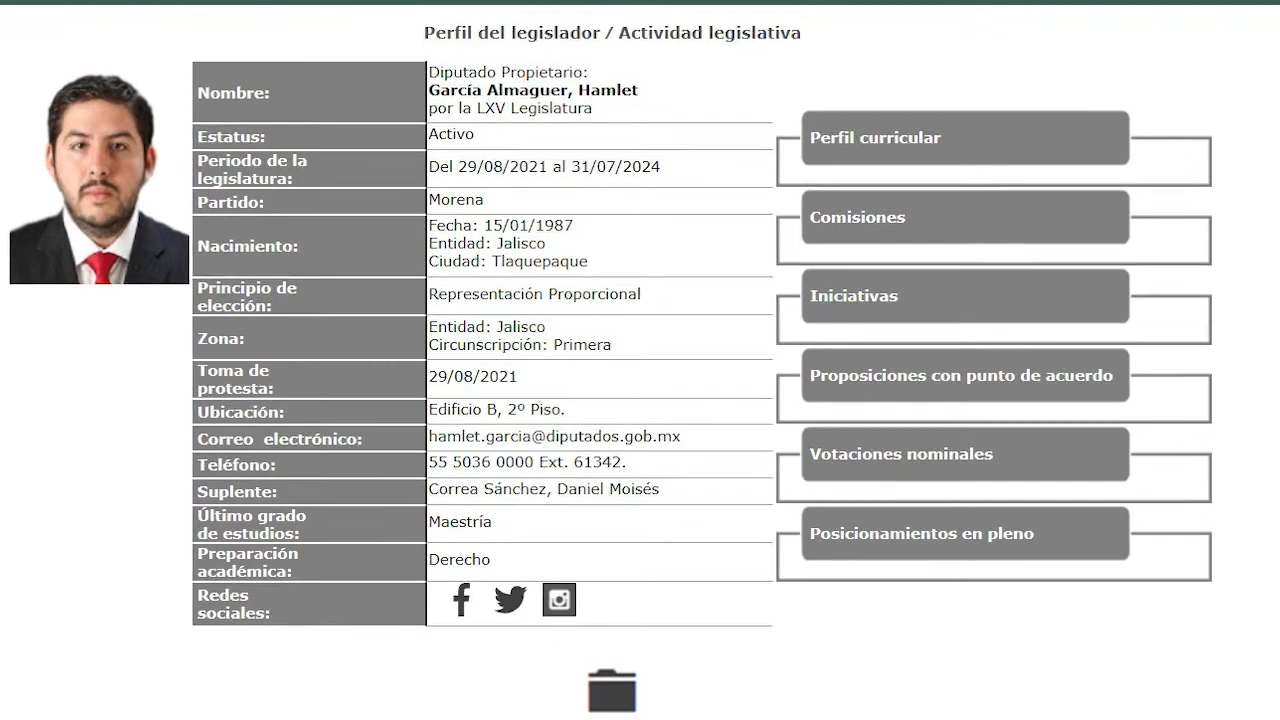 Perfil del legislador / Actividad legislativa
Nombre:
Diputado Propietario:
García Almaguer, Hamlet
por la LXV Legislatura
Estatus:
Activo
Periodo de la
legislatura:
Del 29/08/2021 al 31/07/2024
Partido:
Morena
Nacimiento:
Fecha: 15/01/1987
Entidad: Jalisco
Ciudad: Tlaquepaque
Principio de
elección:
Representación Proporcional
Zona:
Entidad: Jalisco
Circunscripción: Primera
Toma de
protesta:
29/08/2021
Ubicación:
Edificio B, 2º Piso.
Correo electrónico:
hamlet.garcia@diputados.gob.mx
Teléfono:
55 5036 0000 Ext. 61342.
Suplente:
Correa Sánchez, Daniel Moisés
Último grado
de estudios:
Maestría
Preparación
académica:
Derecho
Redes
sociales:
Perfil curricular
Comisiones
Iniciativas
Proposiciones con punto de acuerdo
Votaciones nominales
Posicionamientos en pleno